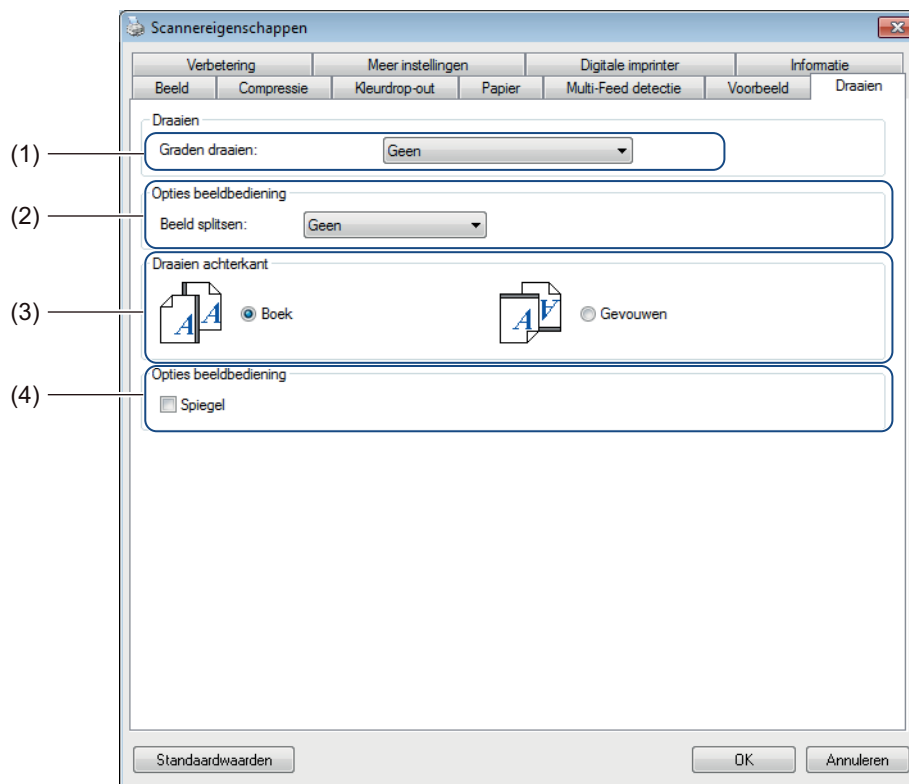 Scannereigenschappen
Verbetering Meer instellingen Digitale imprinter Informatie
Beeld Compressie Kleurdrop-out Papier Multi-Feed detectie Voorbeeld Draaien
Draaien
(1) Graden draaien: Geen
Opties beeldbediening
(2) Beeld splitsen: Geen
Draaien achterkant
(3) A A Boek A A Gevouwen
Opties beeldbediening
(4) Spiegel
Standaardwaarden OK Annuleren